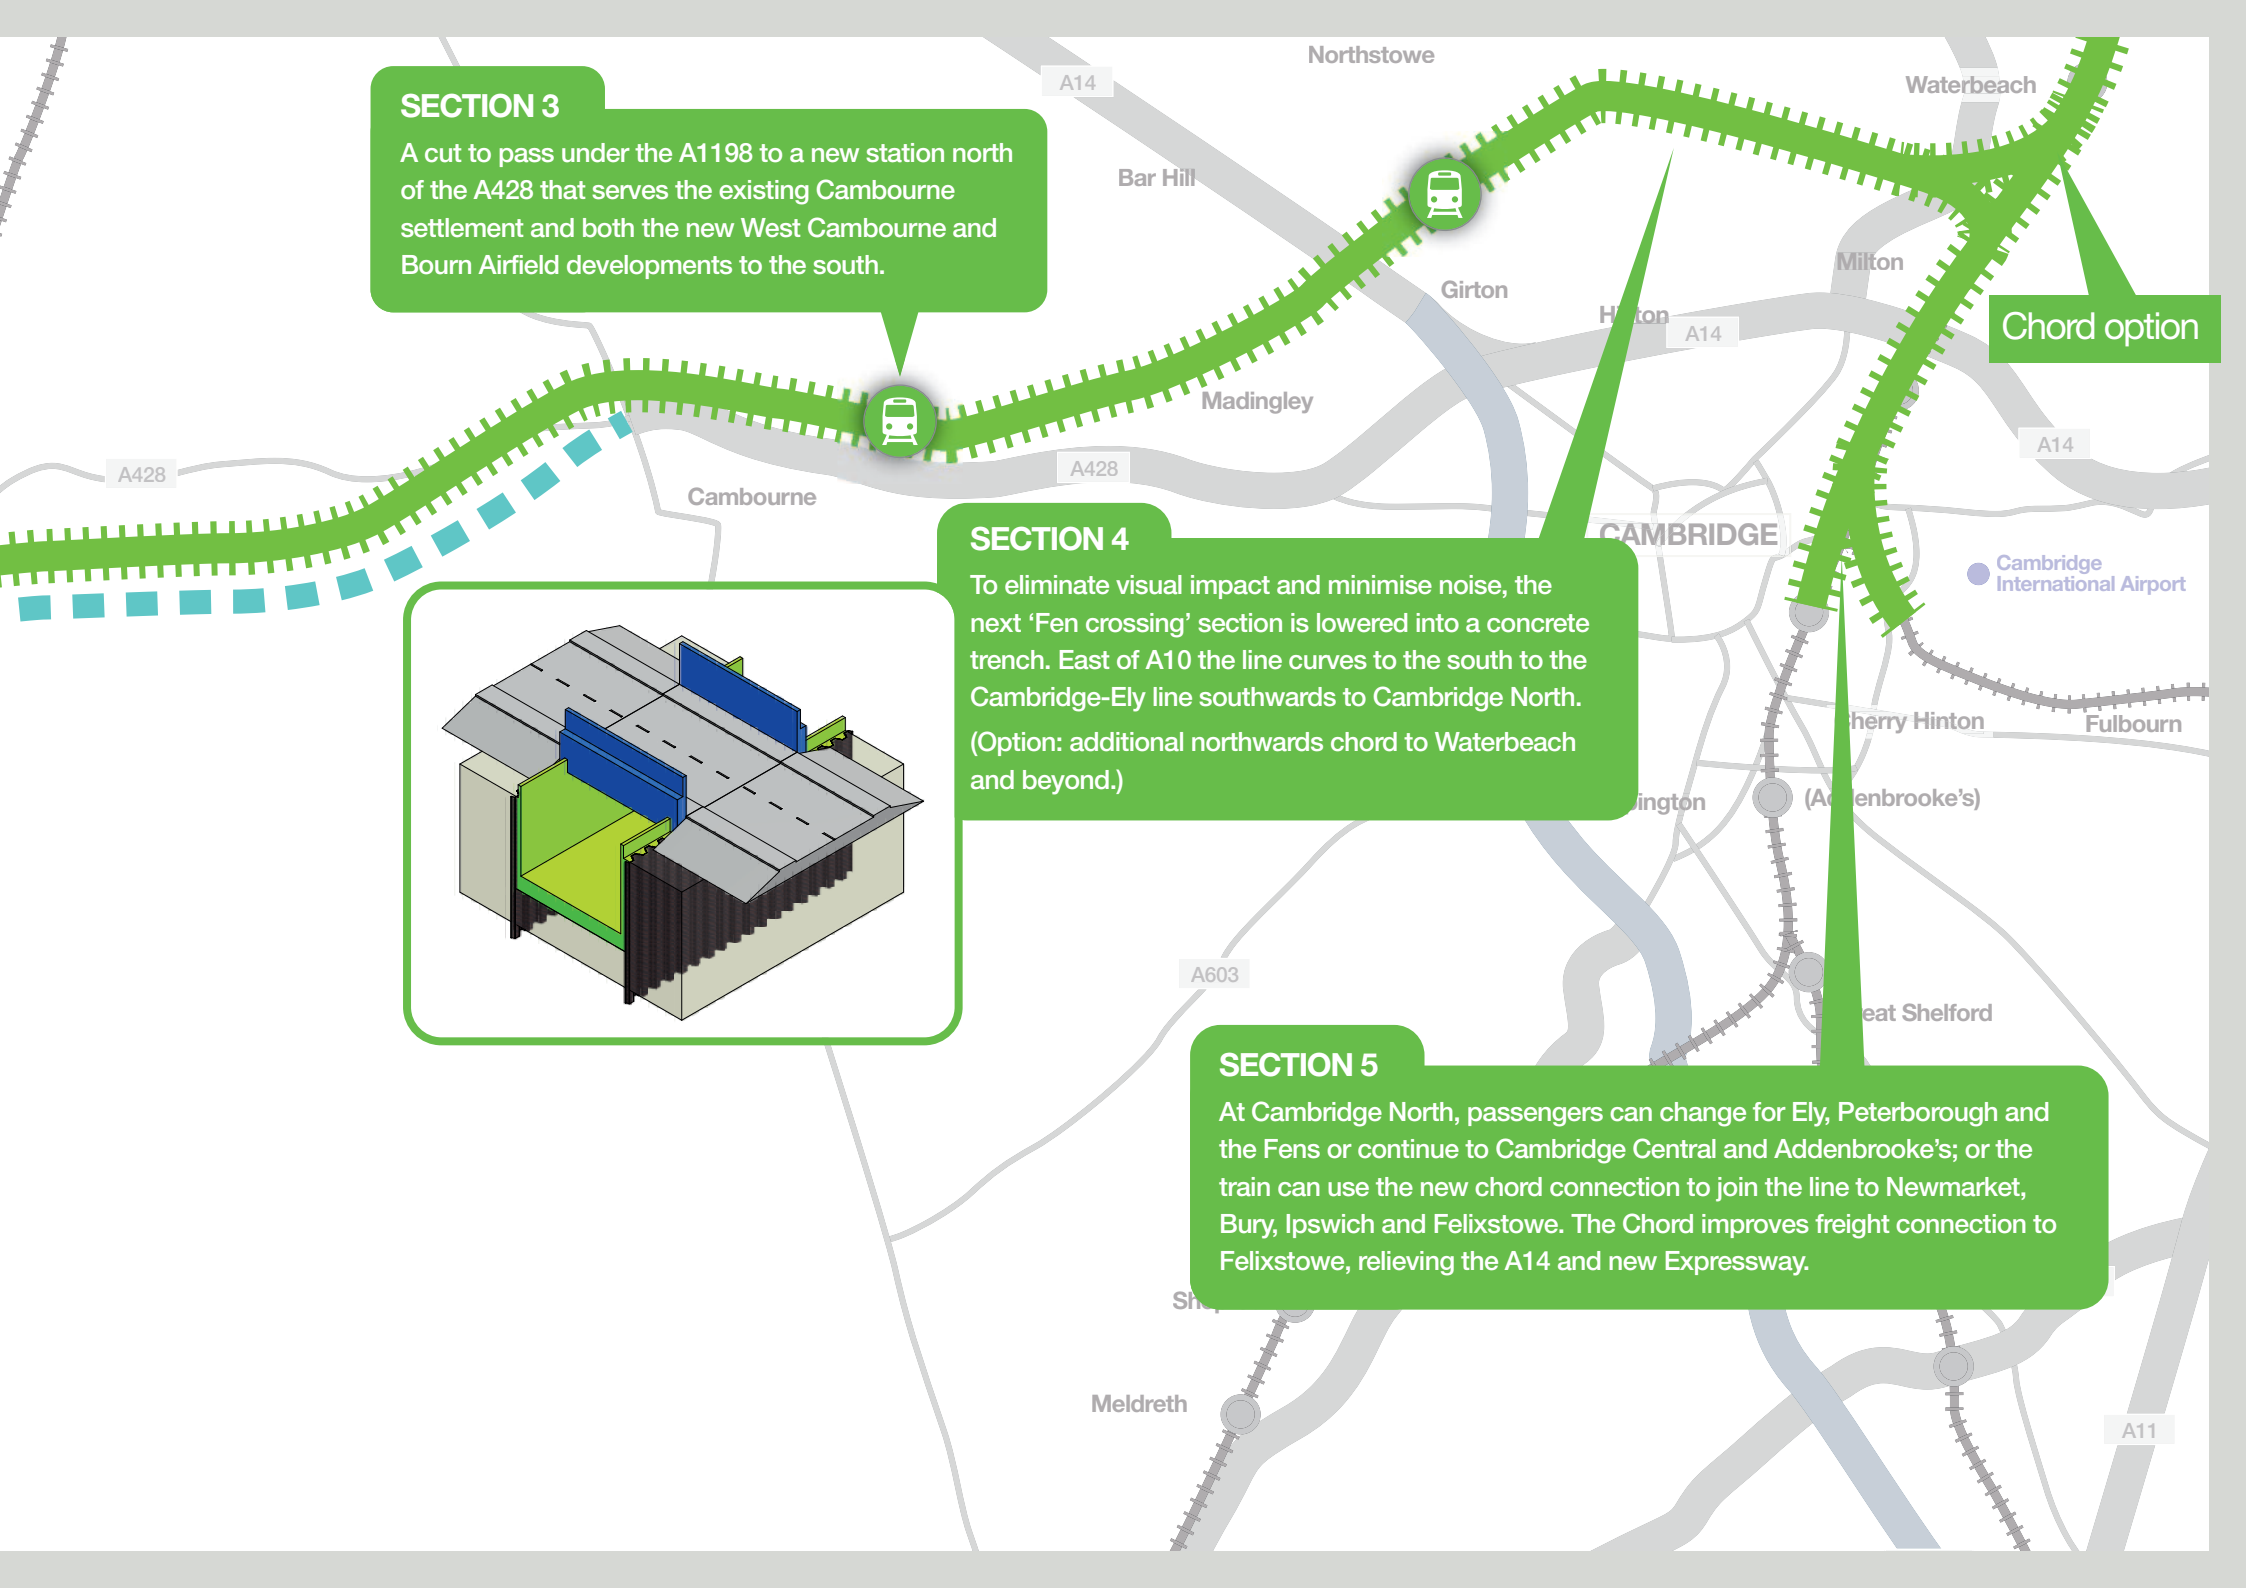 Northstowe
A14
Waterbeach
SECTION 3
A cut to pass under the A1198 to a new station north
of the A428 that serves the existing Cambourne
settlement and both the new West Cambourne and
Bourn Airfield developments to the south.
Bar Hill
Milton
Girton
A14
Chord option
Madingley
A14
A428
A428
Cambourne
CAMBRIDGE
Cambridge
International Airport
SECTION 4
To eliminate visual impact and minimise noise, the
next ‘Fen crossing’ section is lowered into a concrete
trench. East of A10 the line curves to the south to the
Cambridge-Ely line southwards to Cambridge North.
(Option: additional northwards chord to Waterbeach
and beyond.)
Hinton
Fulbourn
A603
SECTION 5
At Cambridge North, passengers can change for Ely, Peterborough and
the Fens or continue to Cambridge Central and Addenbrooke’s; or the
train can use the new chord connection to join the line to Newmarket,
Bury, Ipswich and Felixstowe. The Chord improves freight connection to
Felixstowe, relieving the A14 and new Expressway.
Shelford
Meldreth
A11